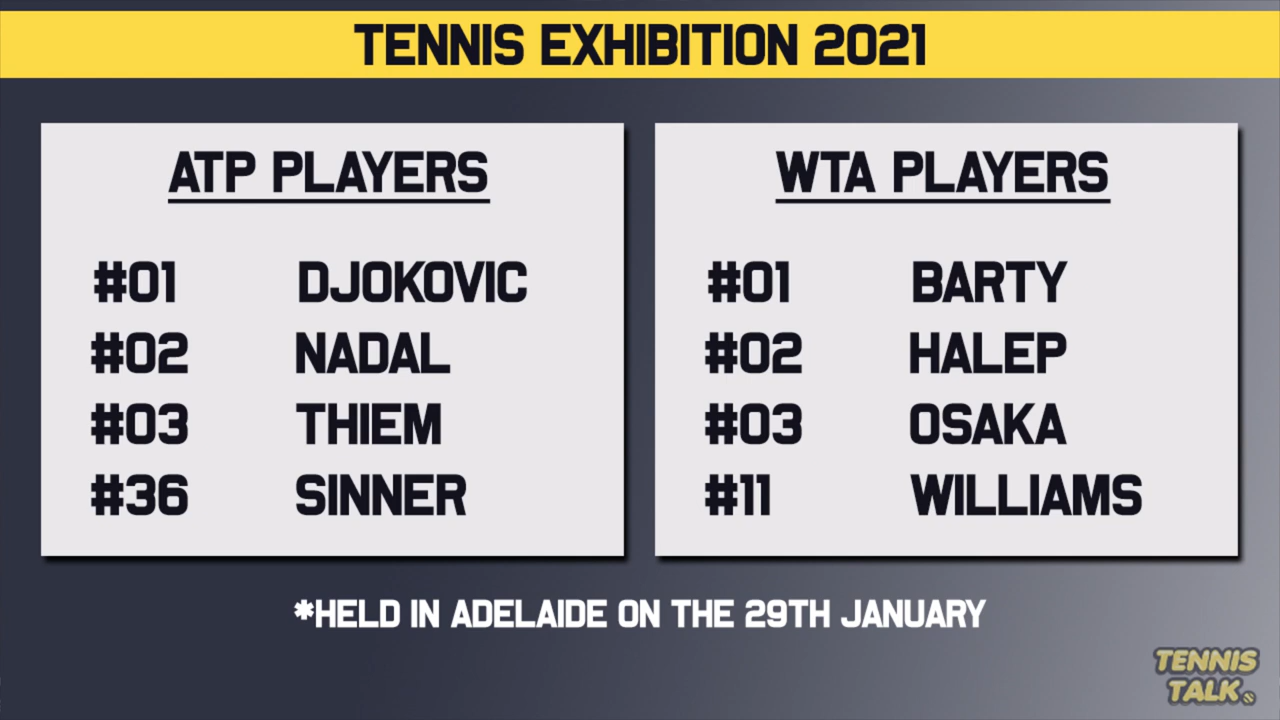 TENNIS EXHIBITION 2021
ATP PLAYERS
#01 DJOKOVIC
#02 NADAL
#03 THIEM
#36 SINNER
WTA PLAYERS
#01 BARTY
#02 HALEP
#03 OSAKA
#11 WILLIAMS
*HELD IN ADELAIDE ON THE 29TH JANUARY
TENNIS
TALK